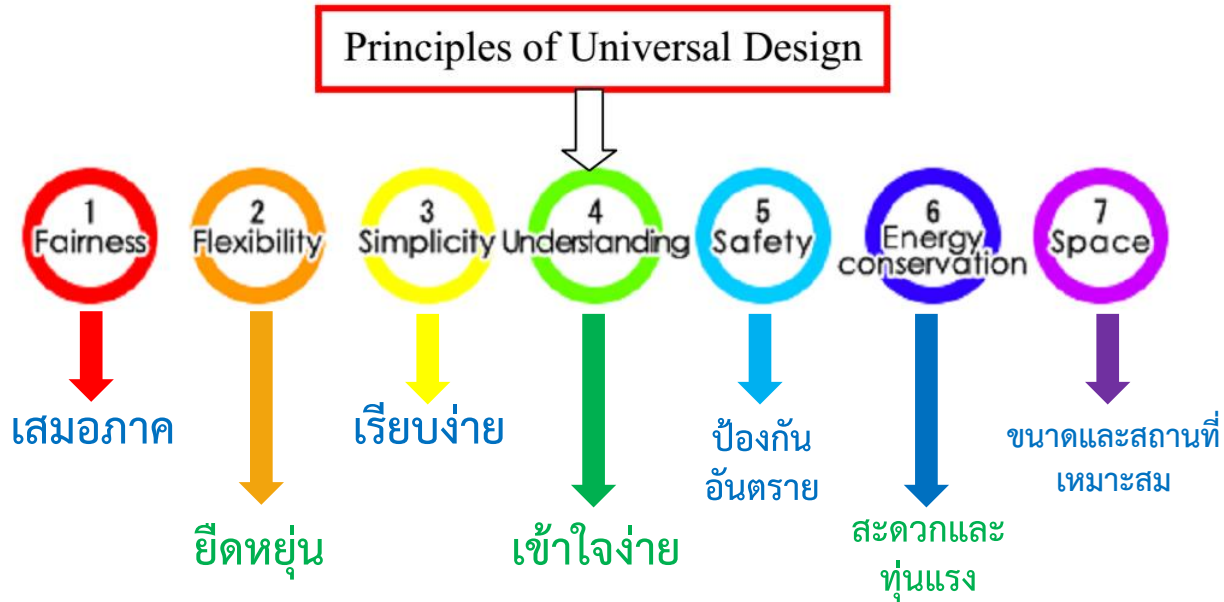 Principles of Universal Design
1
Fairness
2
Flexibility
3
Simplicity
4
Understanding
5
Safety
6
Energy
conservation
7
Space
เสมอภาค
ยืดหยุ่น
เรียบง่าย
เข้าใจง่าย
ป้องกัน
อันตราย
สะดวกและ
ทุ่นแรง
ขนาดและสถานที่
เหมาะสม